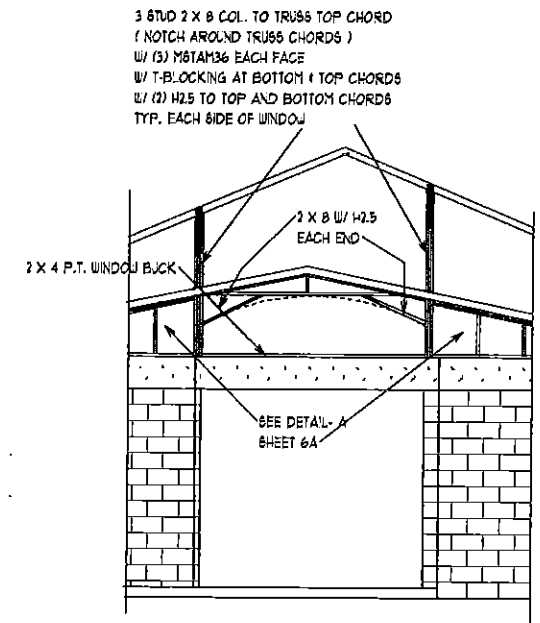 3 STUD 2 X 8 COL. TO TRUSS TOP CHORD
( NOTCH AROUND TRUSS CHORDS )
W/ (3) MSTAM36 EACH FACE
W/ T-BLOCKING AT BOTTOM & TOP CHORDS
W/ (2) H2.5 TO TOP AND BOTTOM CHORDS
TYP. EACH SIDE OF WINDOW
2 X 8 W/ H2.5
EACH END
2 X 4 P.T. WINDOW BUCK
SEE DETAIL- A
SHEET 6A